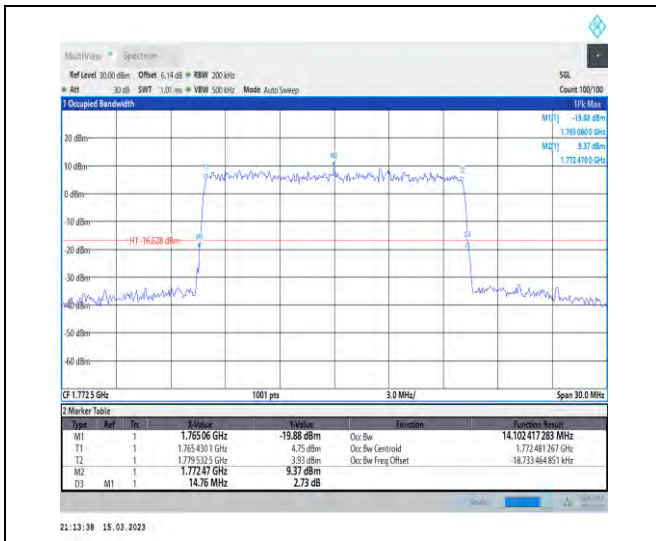 MultiView Spectrum
Ref Level 30.00 dBm Offset 6.14 dB RBW 200 kHz SGL
Att 30 dB SWT 1.01 ms VBW 500 kHz Mode Auto Sweep Count 100/100
1 Occupied Bandwidth 1Pk Max
M1[1] -19.88 dBm
1.765 060 0 GHz
M2[1] 9.37 dBm
1.772 470 0 GHz
20 dBm
10 dBm
0 dBm
-10 dBm
H1 -16.628 dBm
-20 dBm
-30 dBm
-40 dBm
-50 dBm
-60 dBm
T1
M2
T2
M1
D3
CF 1.772 5 GHz 1001 pts 3.0 MHz/ Span 30.0 MHz
2 Marker Table
Type Ref Trc X-Value Y-Value Function Function Result
M1 1 1.765 06 GHz -19.88 dBm Occ Bw 14.102 417 283 MHz
T1 1 1.765 430 1 GHz 4.75 dBm Occ Bw Centroid 1.772 481 267 GHz
T2 1 1.779 532 5 GHz 3.93 dBm Occ Bw Freq Offset -18.733 464 851 kHz
M2 1 1.772 47 GHz 9.37 dBm
D3 M1 1 14.76 MHz 2.73 dB
21:13:38 15.03.2023